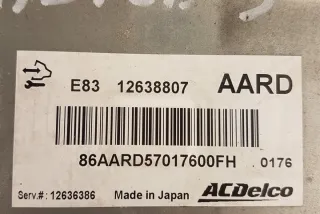 E83 12638807 AARD
86AARD57017600FH 0176
Serv.#: 12636386 Made in Japan ACDelco